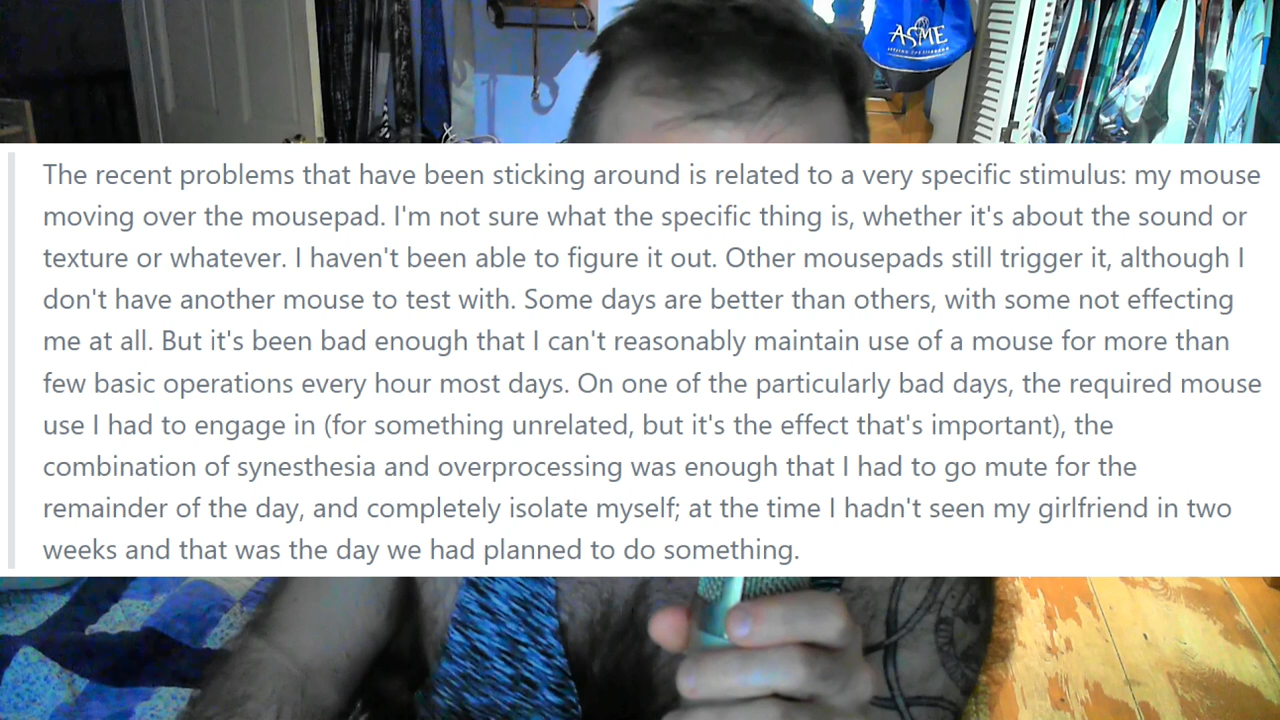 ASME
The recent problems that have been sticking around is related to a very specific stimulus: my mouse
moving over the mousepad. I'm not sure what the specific thing is, whether it's about the sound or
texture or whatever. I haven't been able to figure it out. Other mousepads still trigger it, although I
don't have another mouse to test with. Some days are better than others, with some not effecting
me at all. But it's been bad enough that I can't reasonably maintain use of a mouse for more than
few basic operations every hour most days. On one of the particularly bad days, the required mouse
use I had to engage in (for something unrelated, but it's the effect that's important), the
combination of synesthesia and overprocessing was enough that I had to go mute for the
remainder of the day, and completely isolate myself; at the time I hadn't seen my girlfriend in two
weeks and that was the day we had planned to do something.